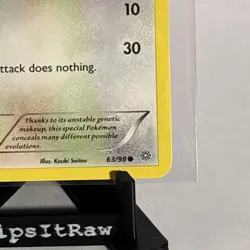 10
30
ttack does nothing.
Thanks to its unstable genetic
makeup, this special Pokémon
conceals many different possible
evolutions.
Illus. Kouki Saitou
63/98
ipsItRaw